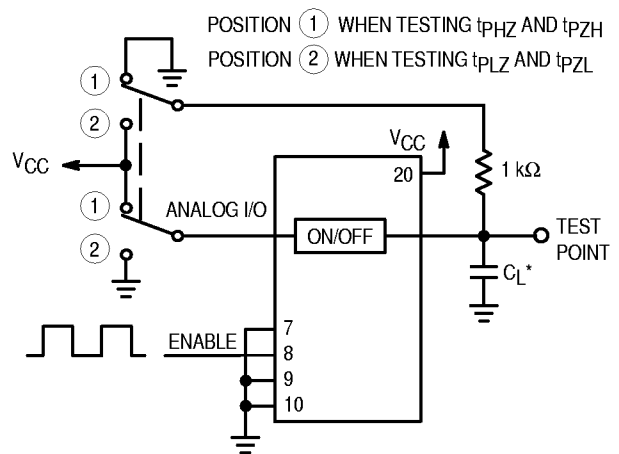 POSITION 1 WHEN TESTING tPHZ AND tPZH
POSITION 2 WHEN TESTING tPLZ AND tPZL
1
2
VCC
1
2
ANALOG I/O
ON/OFF
VCC
20
1 kΩ
TEST
POINT
CL*
ENABLE
7
8
9
10